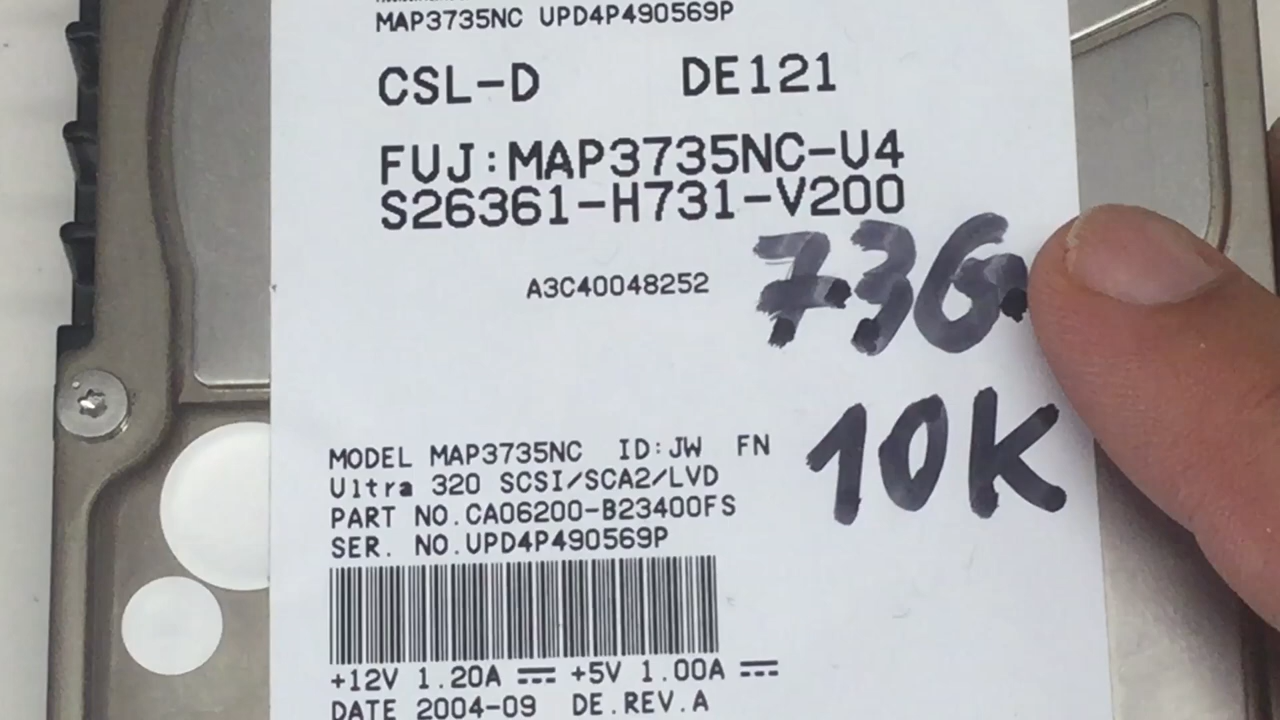 MAP3735NC UPD4P490569P
CSL-D DE121
FUJ:MAP3735NC-U4
S26361-H731-V200
73G
A3C40048252
10K
MODEL MAP3735NC ID:JW FN
Ultra 320 SCSI/SCA2/LVD
PART NO.CA06200-B23400FS
SER. NO.UPD4P490569P
+12V 1.20A ⎓ +5V 1.00A ⎓
DATE 2004-09 DE.REV.A